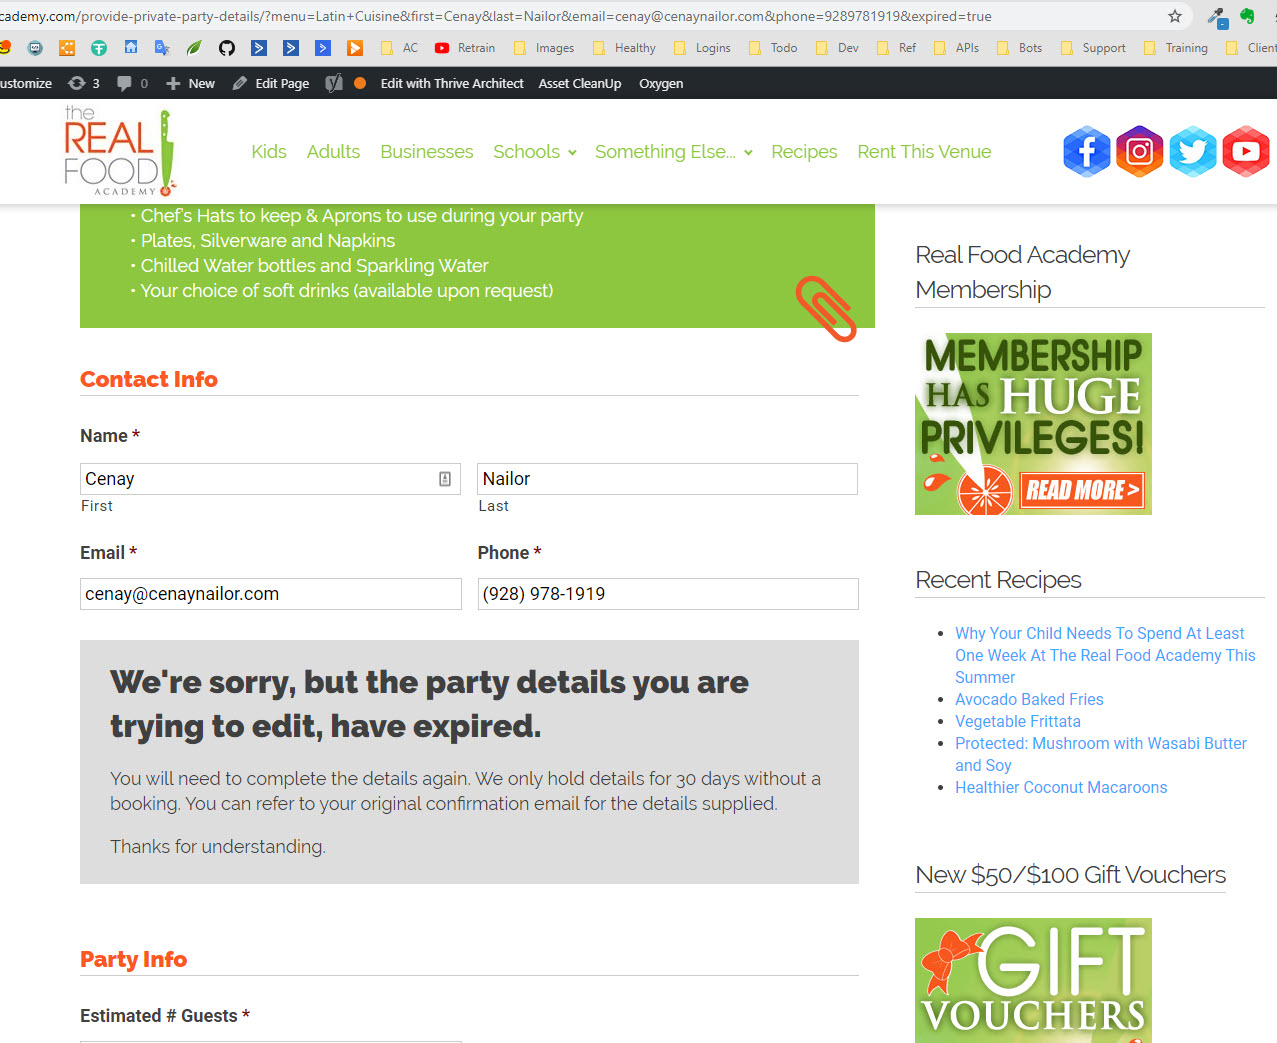 cademy.com/provide-private-party-details/?menu=Latin+Cuisine&first=Cenay&last=Nailor&email=cenay@cenaynailor.com&phone=9289781919&expired=true
AC Retrain Images Healthy Logins Todo Dev Ref APIs Bots Support Training Client
ustomize 3 0 New Edit Page Edit with Thrive Architect Asset CleanUp Oxygen
the
REAL
FOOD
ACADEMY
Kids Adults Businesses Schools Something Else... Recipes Rent This Venue
• Chef's Hats to keep & Aprons to use during your party
• Plates, Silverware and Napkins
• Chilled Water bottles and Sparkling Water
• Your choice of soft drinks (available upon request)
Contact Info
Name *
Cenay Nailor
First Last
Email * Phone *
cenay@cenaynailor.com (928) 978-1919
We're sorry, but the party details you are
trying to edit, have expired.
You will need to complete the details again. We only hold details for 30 days without a
booking. You can refer to your original confirmation email for the details supplied.
Thanks for understanding.
Party Info
Estimated # Guests *
Real Food Academy
Membership
MEMBERSHIP
HAS HUGE
PRIVILEGES!
READ MORE >
Recent Recipes
• Why Your Child Needs To Spend At Least
One Week At The Real Food Academy This
Summer
• Avocado Baked Fries
• Vegetable Frittata
• Protected: Mushroom with Wasabi Butter
and Soy
• Healthier Coconut Macaroons
New $50/$100 Gift Vouchers
GIFT
VOUCHERS